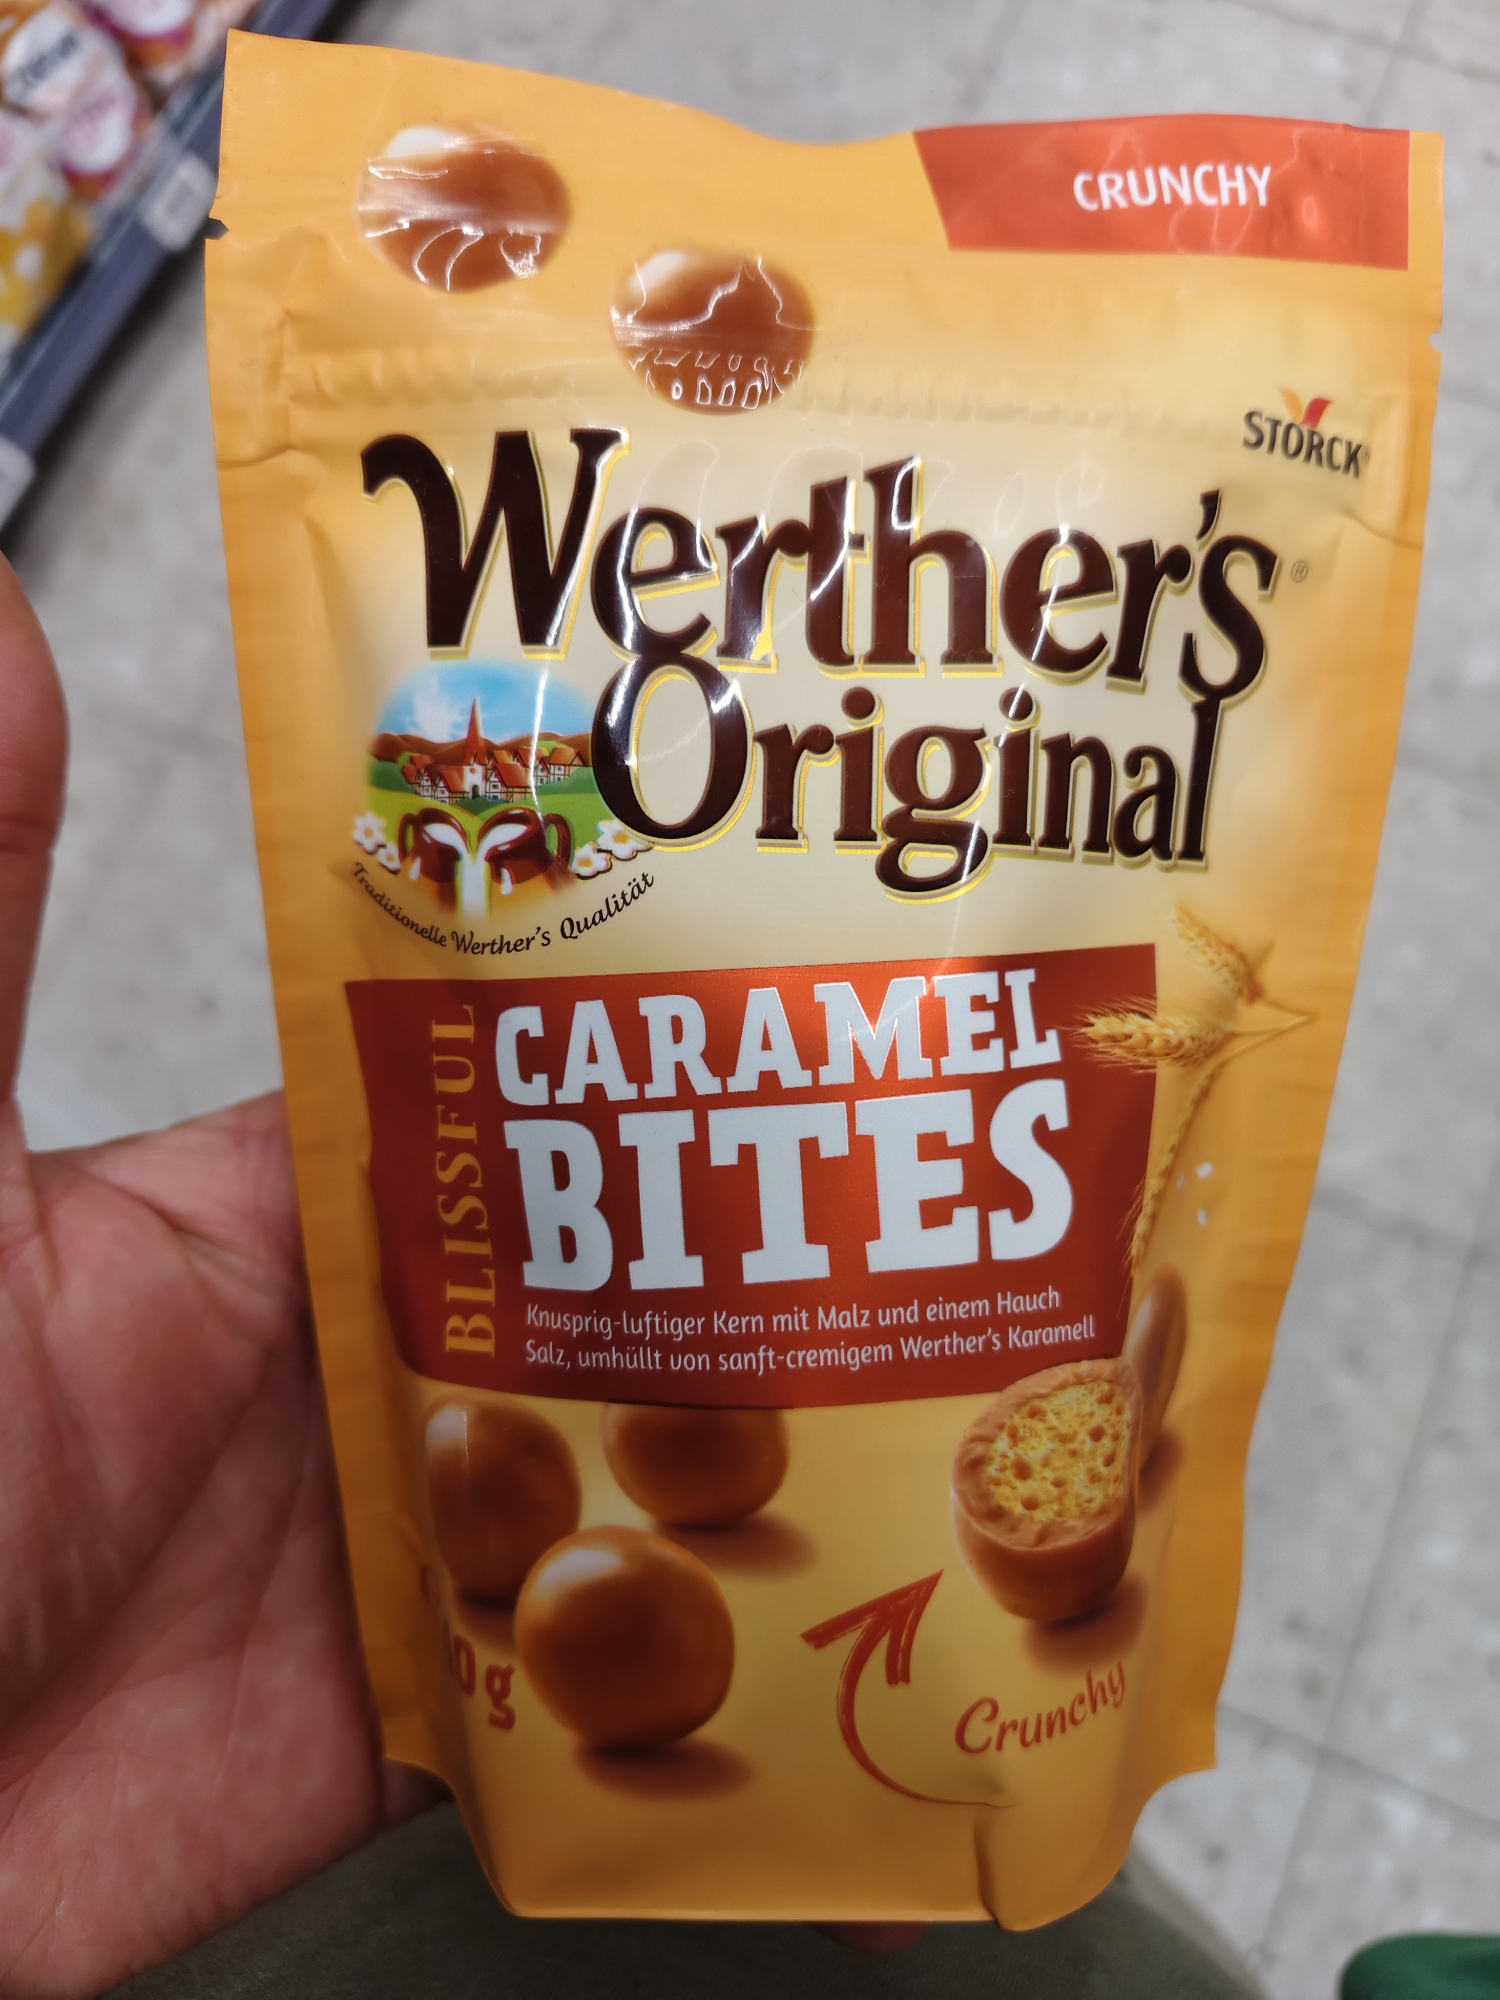 CRUNCHY
STORCK®
Werther's®
Original
Traditionelle Werther's Qualität
BLISSFUL
CARAMEL
BITES
Knusprig-luftiger Kern mit Malz und einem Hauch
Salz, umhüllt von sanft-cremigem Werther's Karamell
g
Crunchy